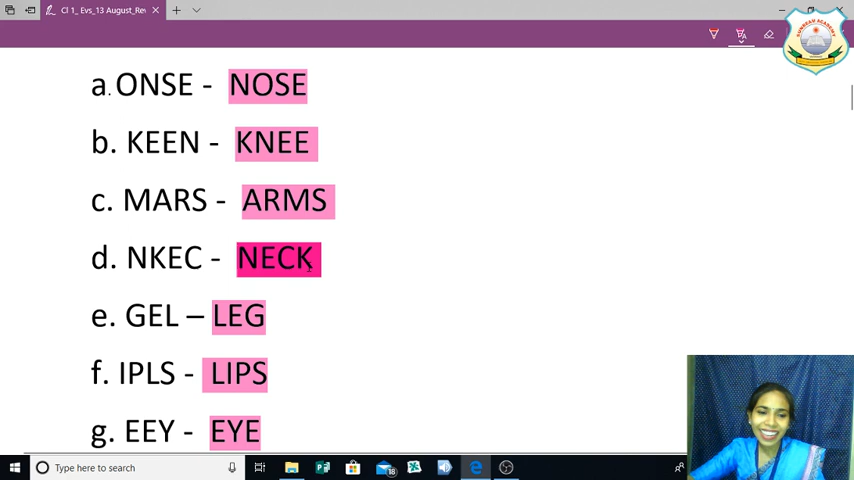 Cl 1_ Evs_13 August_Re
a. ONSE - NOSE
b. KEEN - KNEE
c. MARS - ARMS
d. NKEC - NECK
e. GEL – LEG
f. IPLS - LIPS
g. EEY - EYE
Type here to search
18